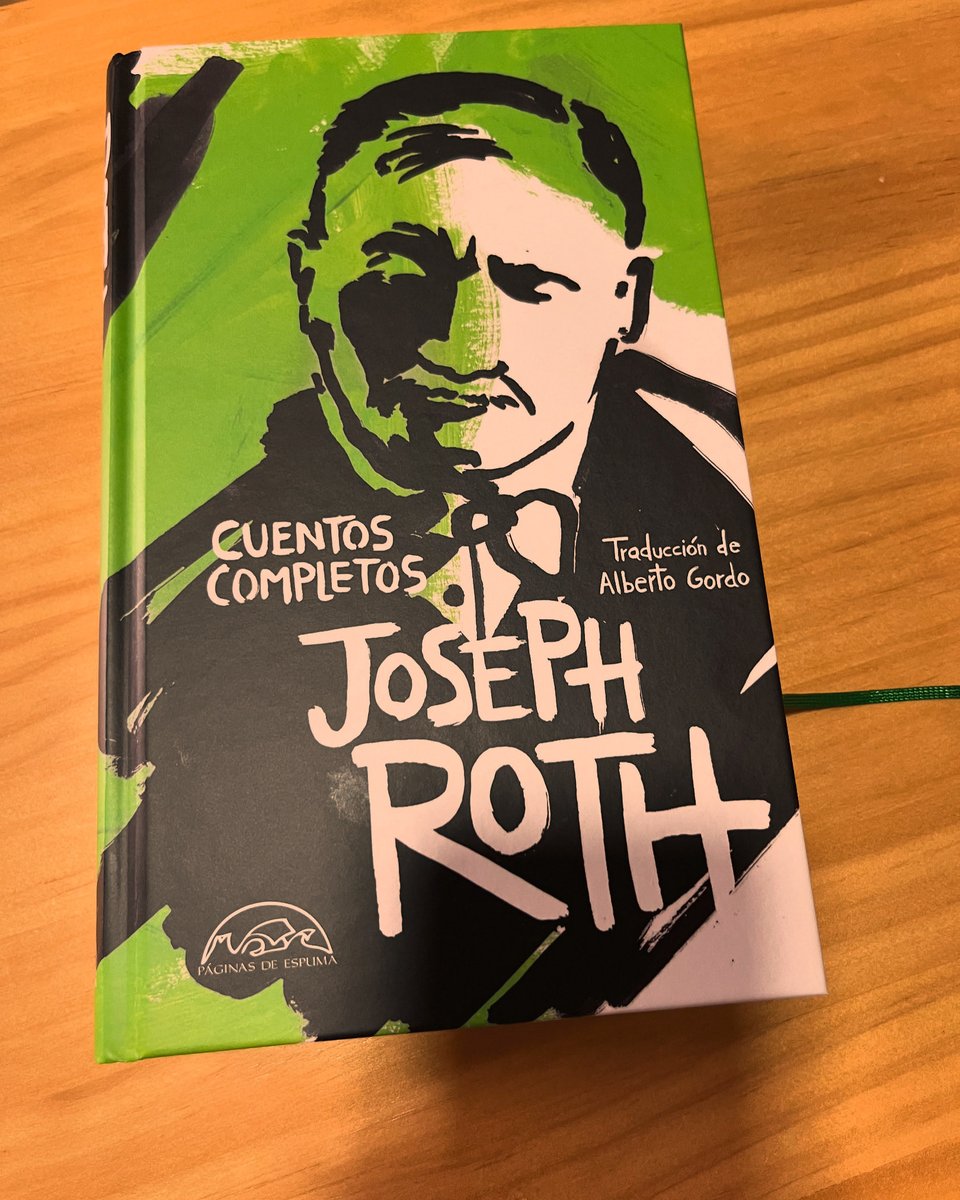 CUENTOS
COMPLETOS
Traducción de
Alberto Gordo
JOSEPH
ROTH
PÁGINAS DE ESPUMA